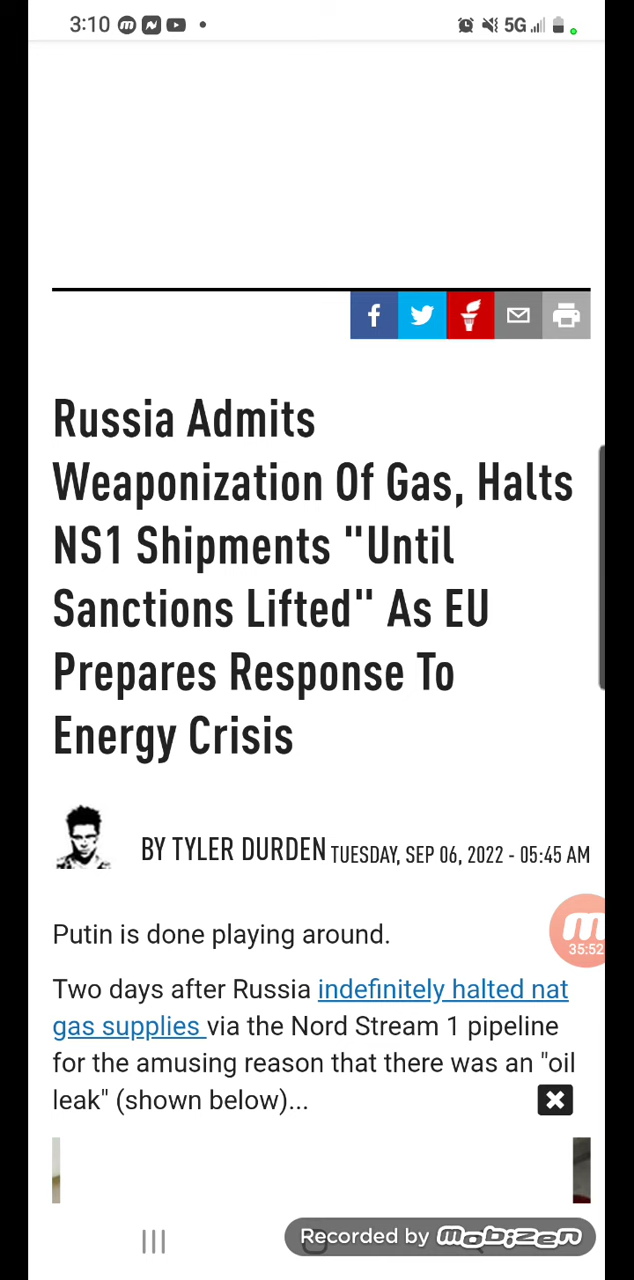 3:10
5G
Russia Admits
Weaponization Of Gas, Halts
NS1 Shipments "Until
Sanctions Lifted" As EU
Prepares Response To
Energy Crisis
BY TYLER DURDEN TUESDAY, SEP 06, 2022 - 05:45 AM
Putin is done playing around.
35:52
Two days after Russia indefinitely halted nat
gas supplies via the Nord Stream 1 pipeline
for the amusing reason that there was an "oil
leak" (shown below)...
Recorded by mobizen